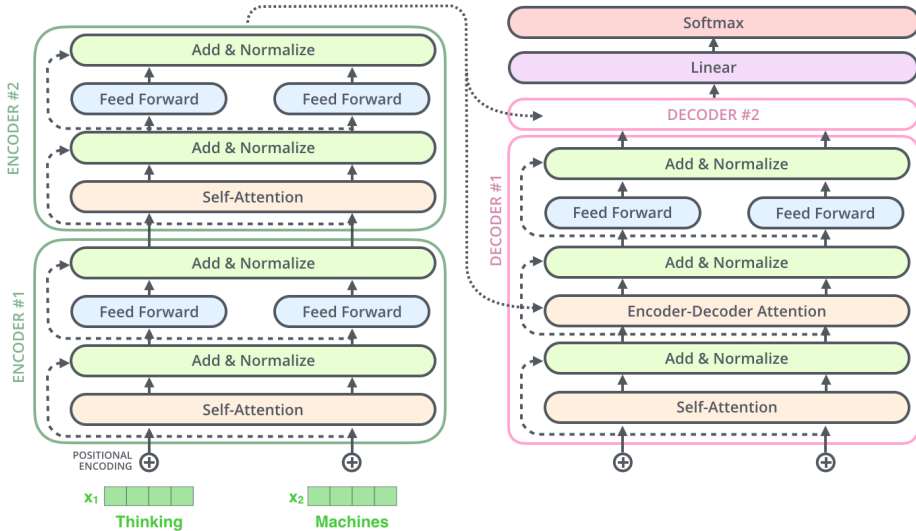 ENCODER #2
Add & Normalize
Feed Forward
Feed Forward
Add & Normalize
Self-Attention
ENCODER #1
Add & Normalize
Feed Forward
Feed Forward
Add & Normalize
Self-Attention
POSITIONAL
ENCODING
x1
x2
Thinking
Machines
Softmax
Linear
DECODER #2
DECODER #1
Add & Normalize
Feed Forward
Feed Forward
Add & Normalize
Encoder-Decoder Attention
Add & Normalize
Self-Attention